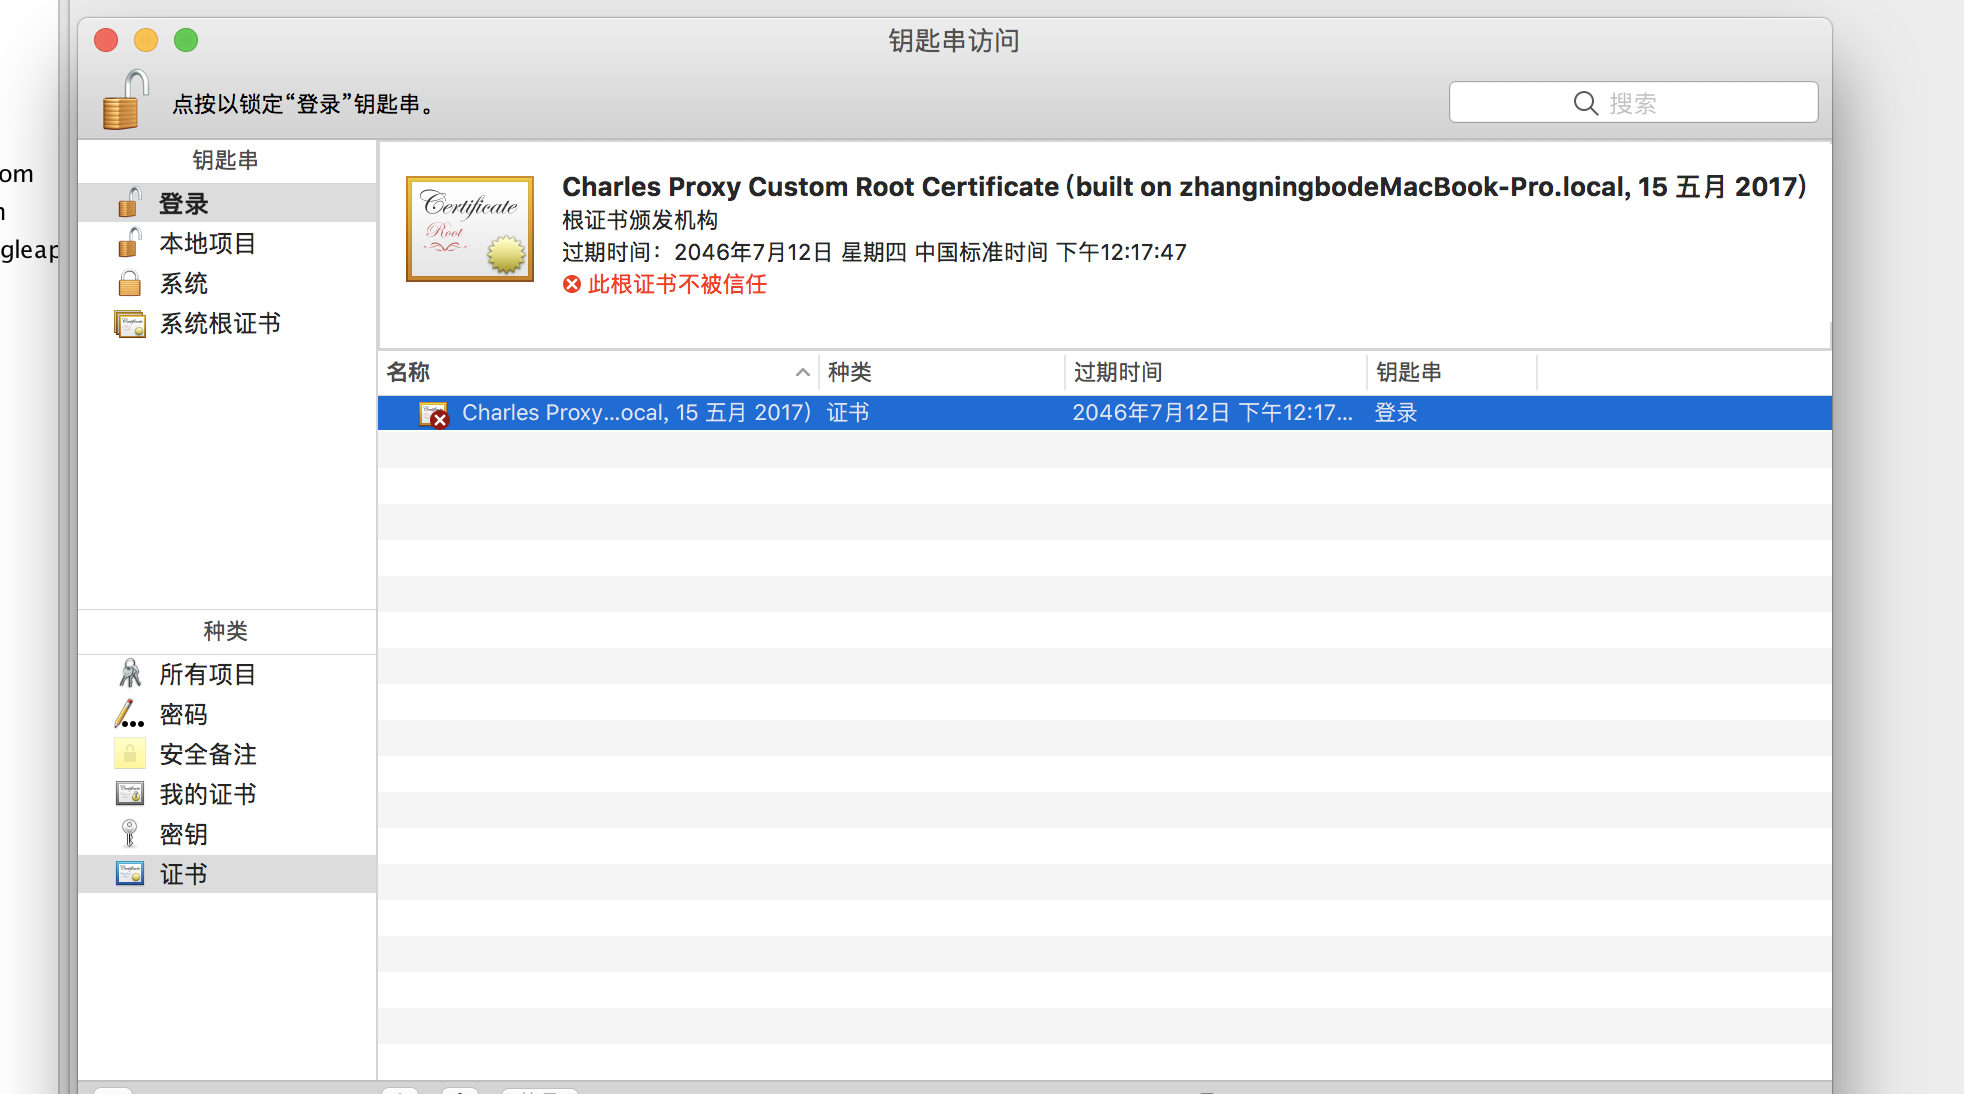 钥匙串访问
点按以锁定“登录”钥匙串。
搜索
om
gleap
钥匙串
登录
本地项目
系统
系统根证书
Certificate
Root
Charles Proxy Custom Root Certificate (built on zhangningbodeMacBook-Pro.local, 15 五月 2017)
根证书颁发机构
过期时间：2046年7月12日 星期四 中国标准时间 下午12:17:47
此根证书不被信任
名称 种类 过期时间 钥匙串
Charles Proxy...ocal, 15 五月 2017) 证书 2046年7月12日 下午12:17... 登录
种类
所有项目
密码
安全备注
我的证书
密钥
证书